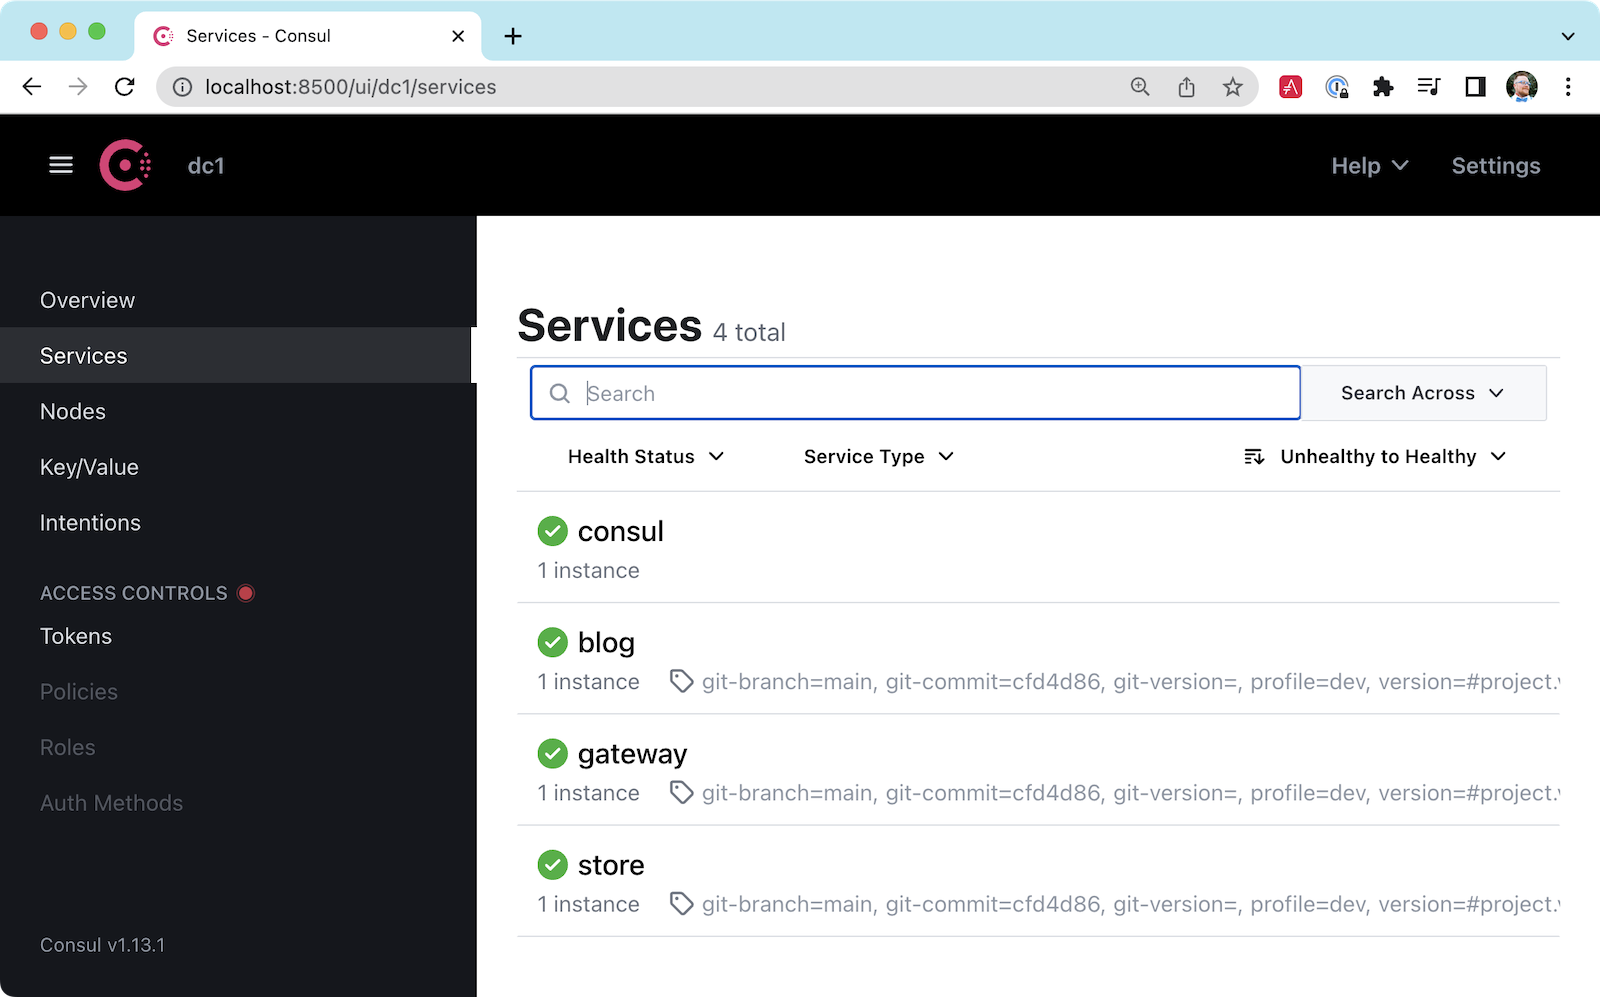 Services - Consul
localhost:8500/ui/dc1/services
dc1
Help
Settings
Overview
Services
Nodes
Key/Value
Intentions
ACCESS CONTROLS
Tokens
Policies
Roles
Auth Methods
Consul v1.13.1
Services 4 total
Search
Search Across
Health Status
Service Type
Unhealthy to Healthy
consul
1 instance
blog
1 instance git-branch=main, git-commit=cfd4d86, git-version=, profile=dev, version=#project.
gateway
1 instance git-branch=main, git-commit=cfd4d86, git-version=, profile=dev, version=#project.
store
1 instance git-branch=main, git-commit=cfd4d86, git-version=, profile=dev, version=#project.